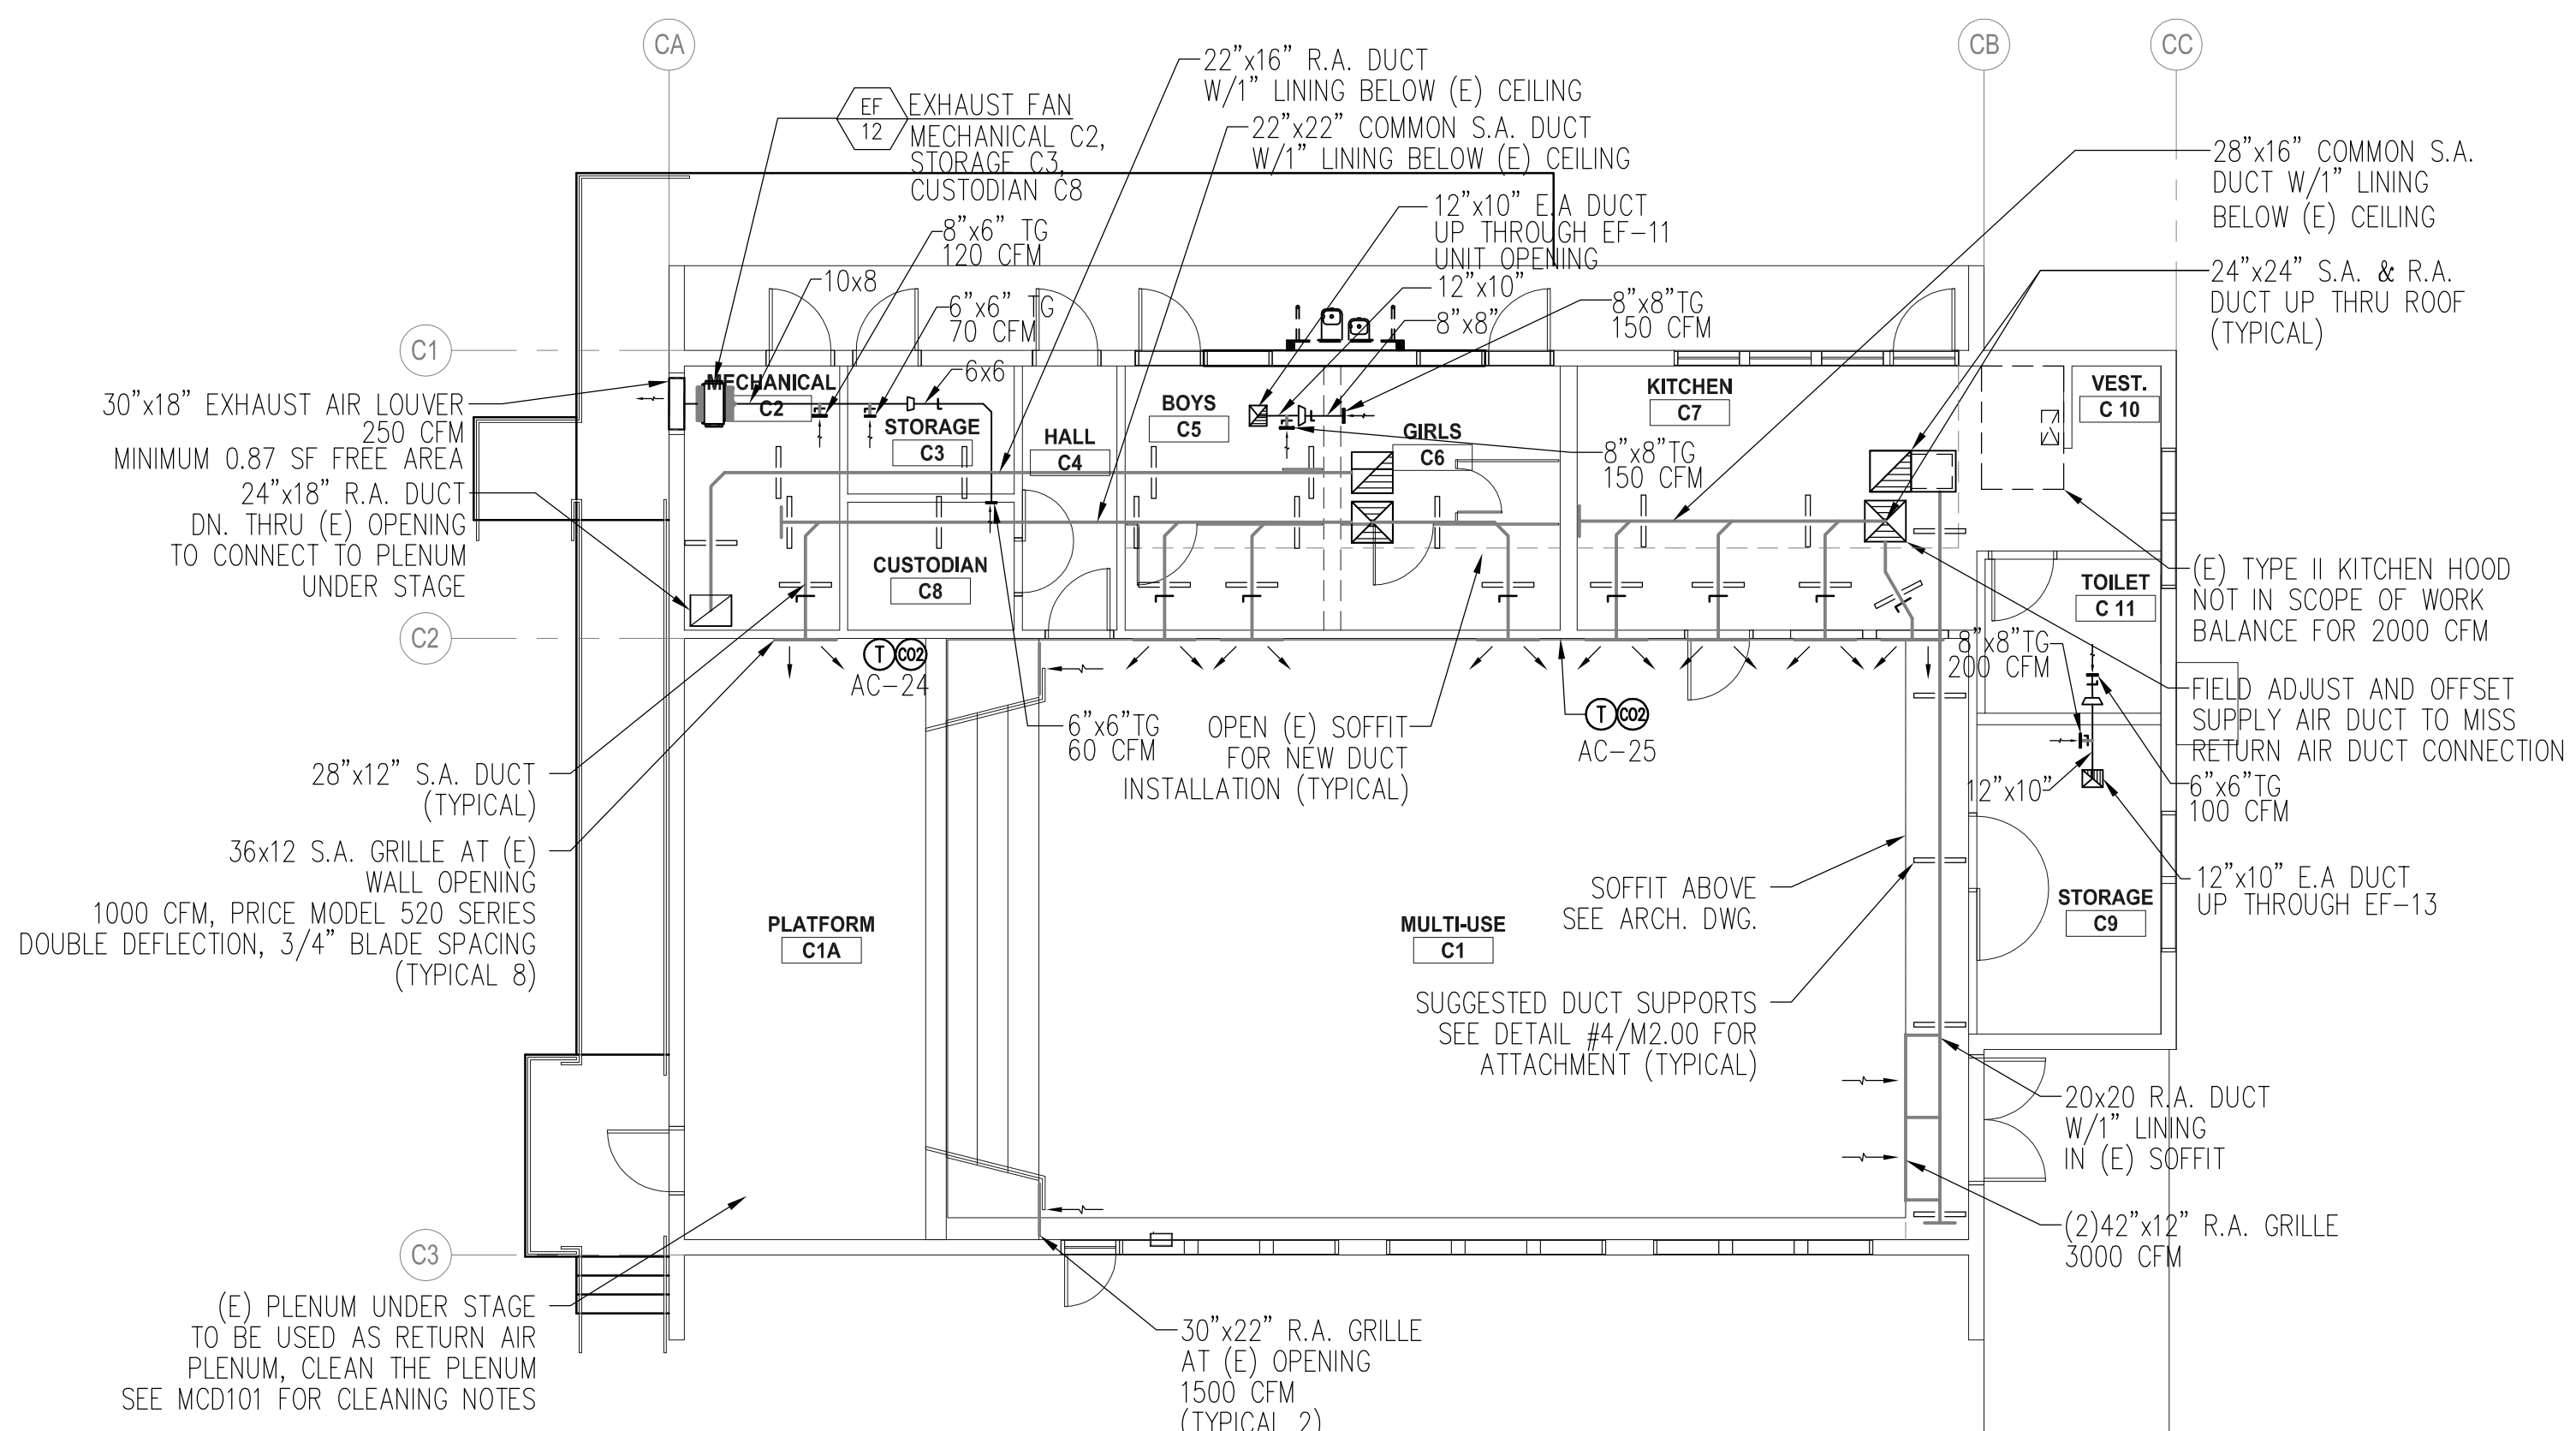 CA
CB
CC
22"x16" R.A. DUCT
W/1" LINING BELOW (E) CEILING
EF
12
EXHAUST FAN
MECHANICAL C2,
STORAGE C3,
CUSTODIAN C8
22"x22" COMMON S.A. DUCT
W/1" LINING BELOW (E) CEILING
28"x16" COMMON S.A.
DUCT W/1" LINING
BELOW (E) CEILING
12"x10" E.A DUCT
UP THROUGH EF-11
UNIT OPENING
8"x6" TG
120 CFM
10x8
6"x6" TG
70 CFM
12"x10"
8"x8"
8"x8"TG
150 CFM
24"x24" S.A. & R.A.
DUCT UP THRU ROOF
(TYPICAL)
C1
30"x18" EXHAUST AIR LOUVER
250 CFM
MINIMUM 0.87 SF FREE AREA
24"x18" R.A. DUCT
DN. THRU (E) OPENING
TO CONNECT TO PLENUM
UNDER STAGE
MECHANICAL
C2
6x6
STORAGE
C3
HALL
C4
BOYS
C5
GIRLS
C6
8"x8"TG
150 CFM
KITCHEN
C7
VEST.
C 10
CUSTODIAN
C8
TOILET
C 11
(E) TYPE II KITCHEN HOOD
NOT IN SCOPE OF WORK
BALANCE FOR 2000 CFM
C2
T
CO2
AC-24
6"x6"TG
60 CFM
OPEN (E) SOFFIT
FOR NEW DUCT
INSTALLATION (TYPICAL)
T
CO2
AC-25
8"x8"TG
200 CFM
FIELD ADJUST AND OFFSET
SUPPLY AIR DUCT TO MISS
RETURN AIR DUCT CONNECTION
12"x10"
6"x6"TG
100 CFM
28"x12" S.A. DUCT
(TYPICAL)
36x12 S.A. GRILLE AT (E)
WALL OPENING
1000 CFM, PRICE MODEL 520 SERIES
DOUBLE DEFLECTION, 3/4" BLADE SPACING
(TYPICAL 8)
PLATFORM
C1A
MULTI-USE
C1
SOFFIT ABOVE
SEE ARCH. DWG.
STORAGE
C9
12"x10" E.A DUCT
UP THROUGH EF-13
SUGGESTED DUCT SUPPORTS
SEE DETAIL #4/M2.00 FOR
ATTACHMENT (TYPICAL)
20x20 R.A. DUCT
W/1" LINING
IN (E) SOFFIT
(2)42"x12" R.A. GRILLE
3000 CFM
C3
(E) PLENUM UNDER STAGE
TO BE USED AS RETURN AIR
PLENUM, CLEAN THE PLENUM
SEE MCD101 FOR CLEANING NOTES
30"x22" R.A. GRILLE
AT (E) OPENING
1500 CFM
(TYPICAL 2)